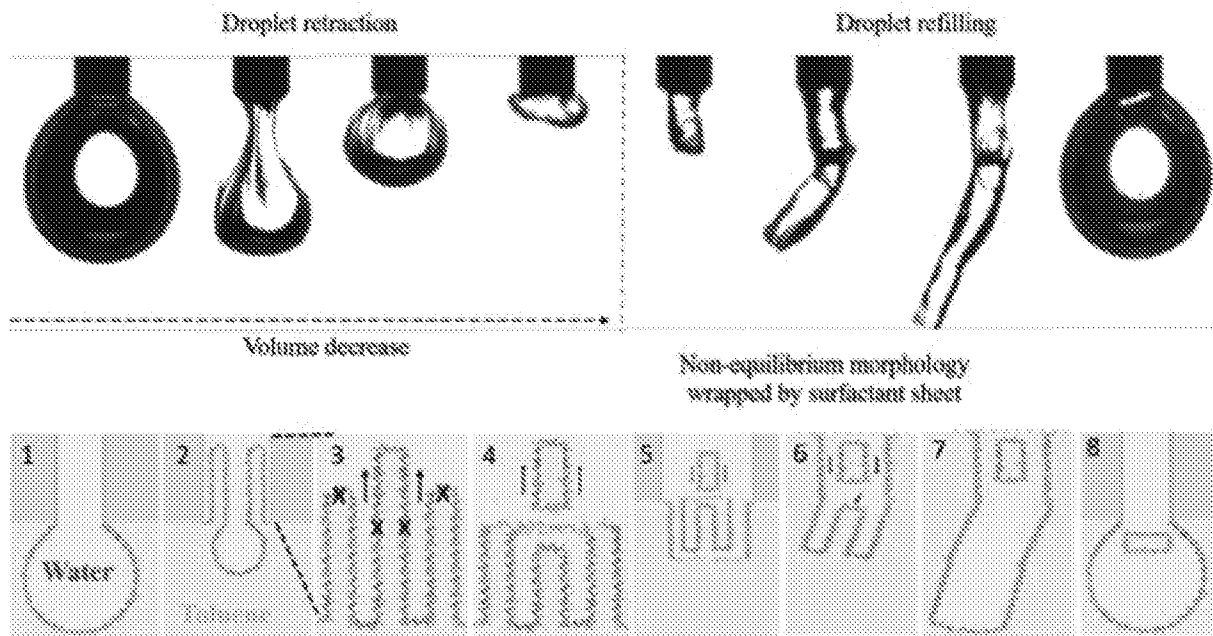 Droplet retraction
Droplet refilling
Volume decrease
Non-equilibrium morphology
wrapped by surfactant sheet
1
2
3
4
5
6
7
8
X
X
X
X
Water
Toluene